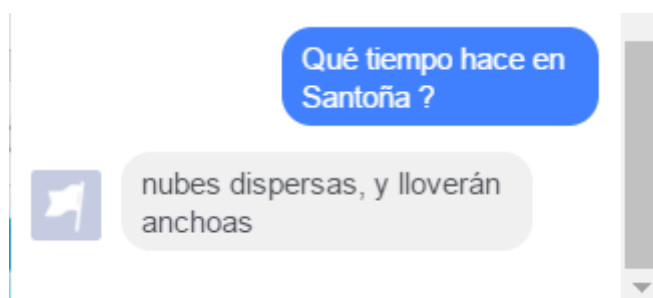 Qué tiempo hace en
Santoña ?
nubes dispersas, y lloverán
anchoas